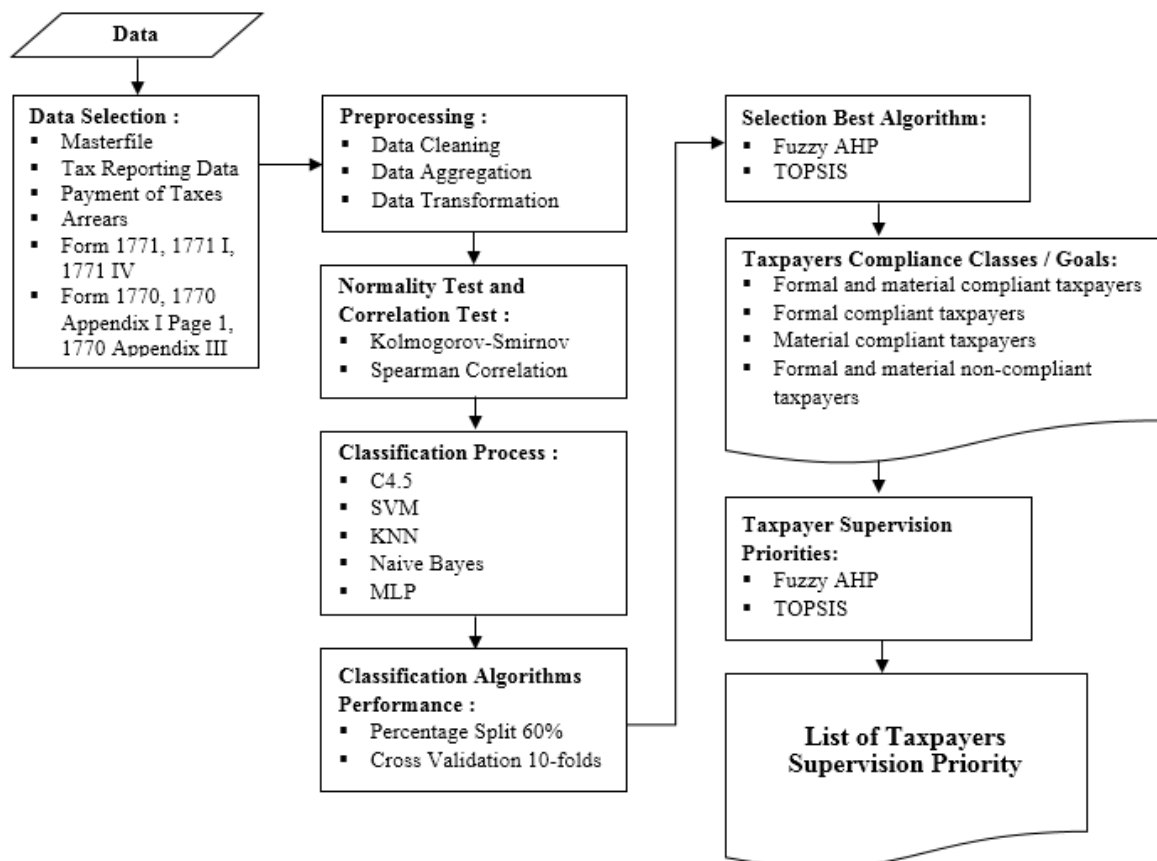 Data
Data Selection :
▪ Masterfile
▪ Tax Reporting Data
▪ Payment of Taxes
▪ Arrears
▪ Form 1771, 1771 I,
1771 IV
▪ Form 1770, 1770
Appendix I Page 1,
1770 Appendix III
Preprocessing :
▪ Data Cleaning
▪ Data Aggregation
▪ Data Transformation
Normality Test and
Correlation Test :
▪ Kolmogorov-Smirnov
▪ Spearman Correlation
Classification Process :
▪ C4.5
▪ SVM
▪ KNN
▪ Naive Bayes
▪ MLP
Classification Algorithms
Performance :
▪ Percentage Split 60%
▪ Cross Validation 10-folds
Selection Best Algorithm:
▪ Fuzzy AHP
▪ TOPSIS
Taxpayers Compliance Classes / Goals:
▪ Formal and material compliant taxpayers
▪ Formal compliant taxpayers
▪ Material compliant taxpayers
▪ Formal and material non-compliant
taxpayers
Taxpayer Supervision
Priorities:
▪ Fuzzy AHP
▪ TOPSIS
List of Taxpayers
Supervision Priority